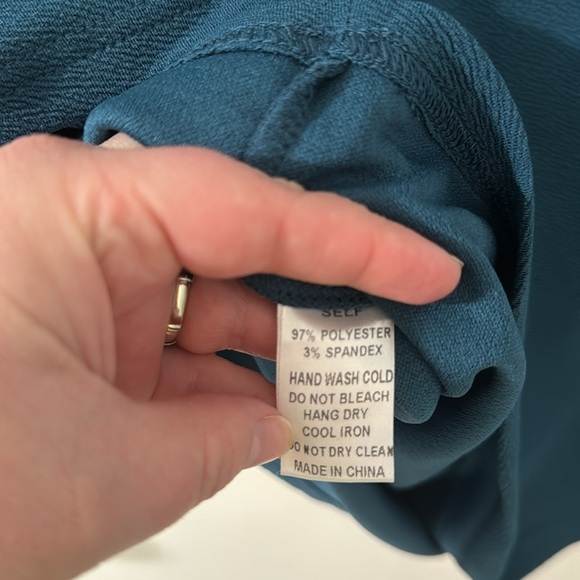 SELF
97% POLYESTER
3% SPANDEX
HAND WASH COLD
DO NOT BLEACH
HANG DRY
COOL IRON
DO NOT DRY CLEAN
MADE IN CHINA